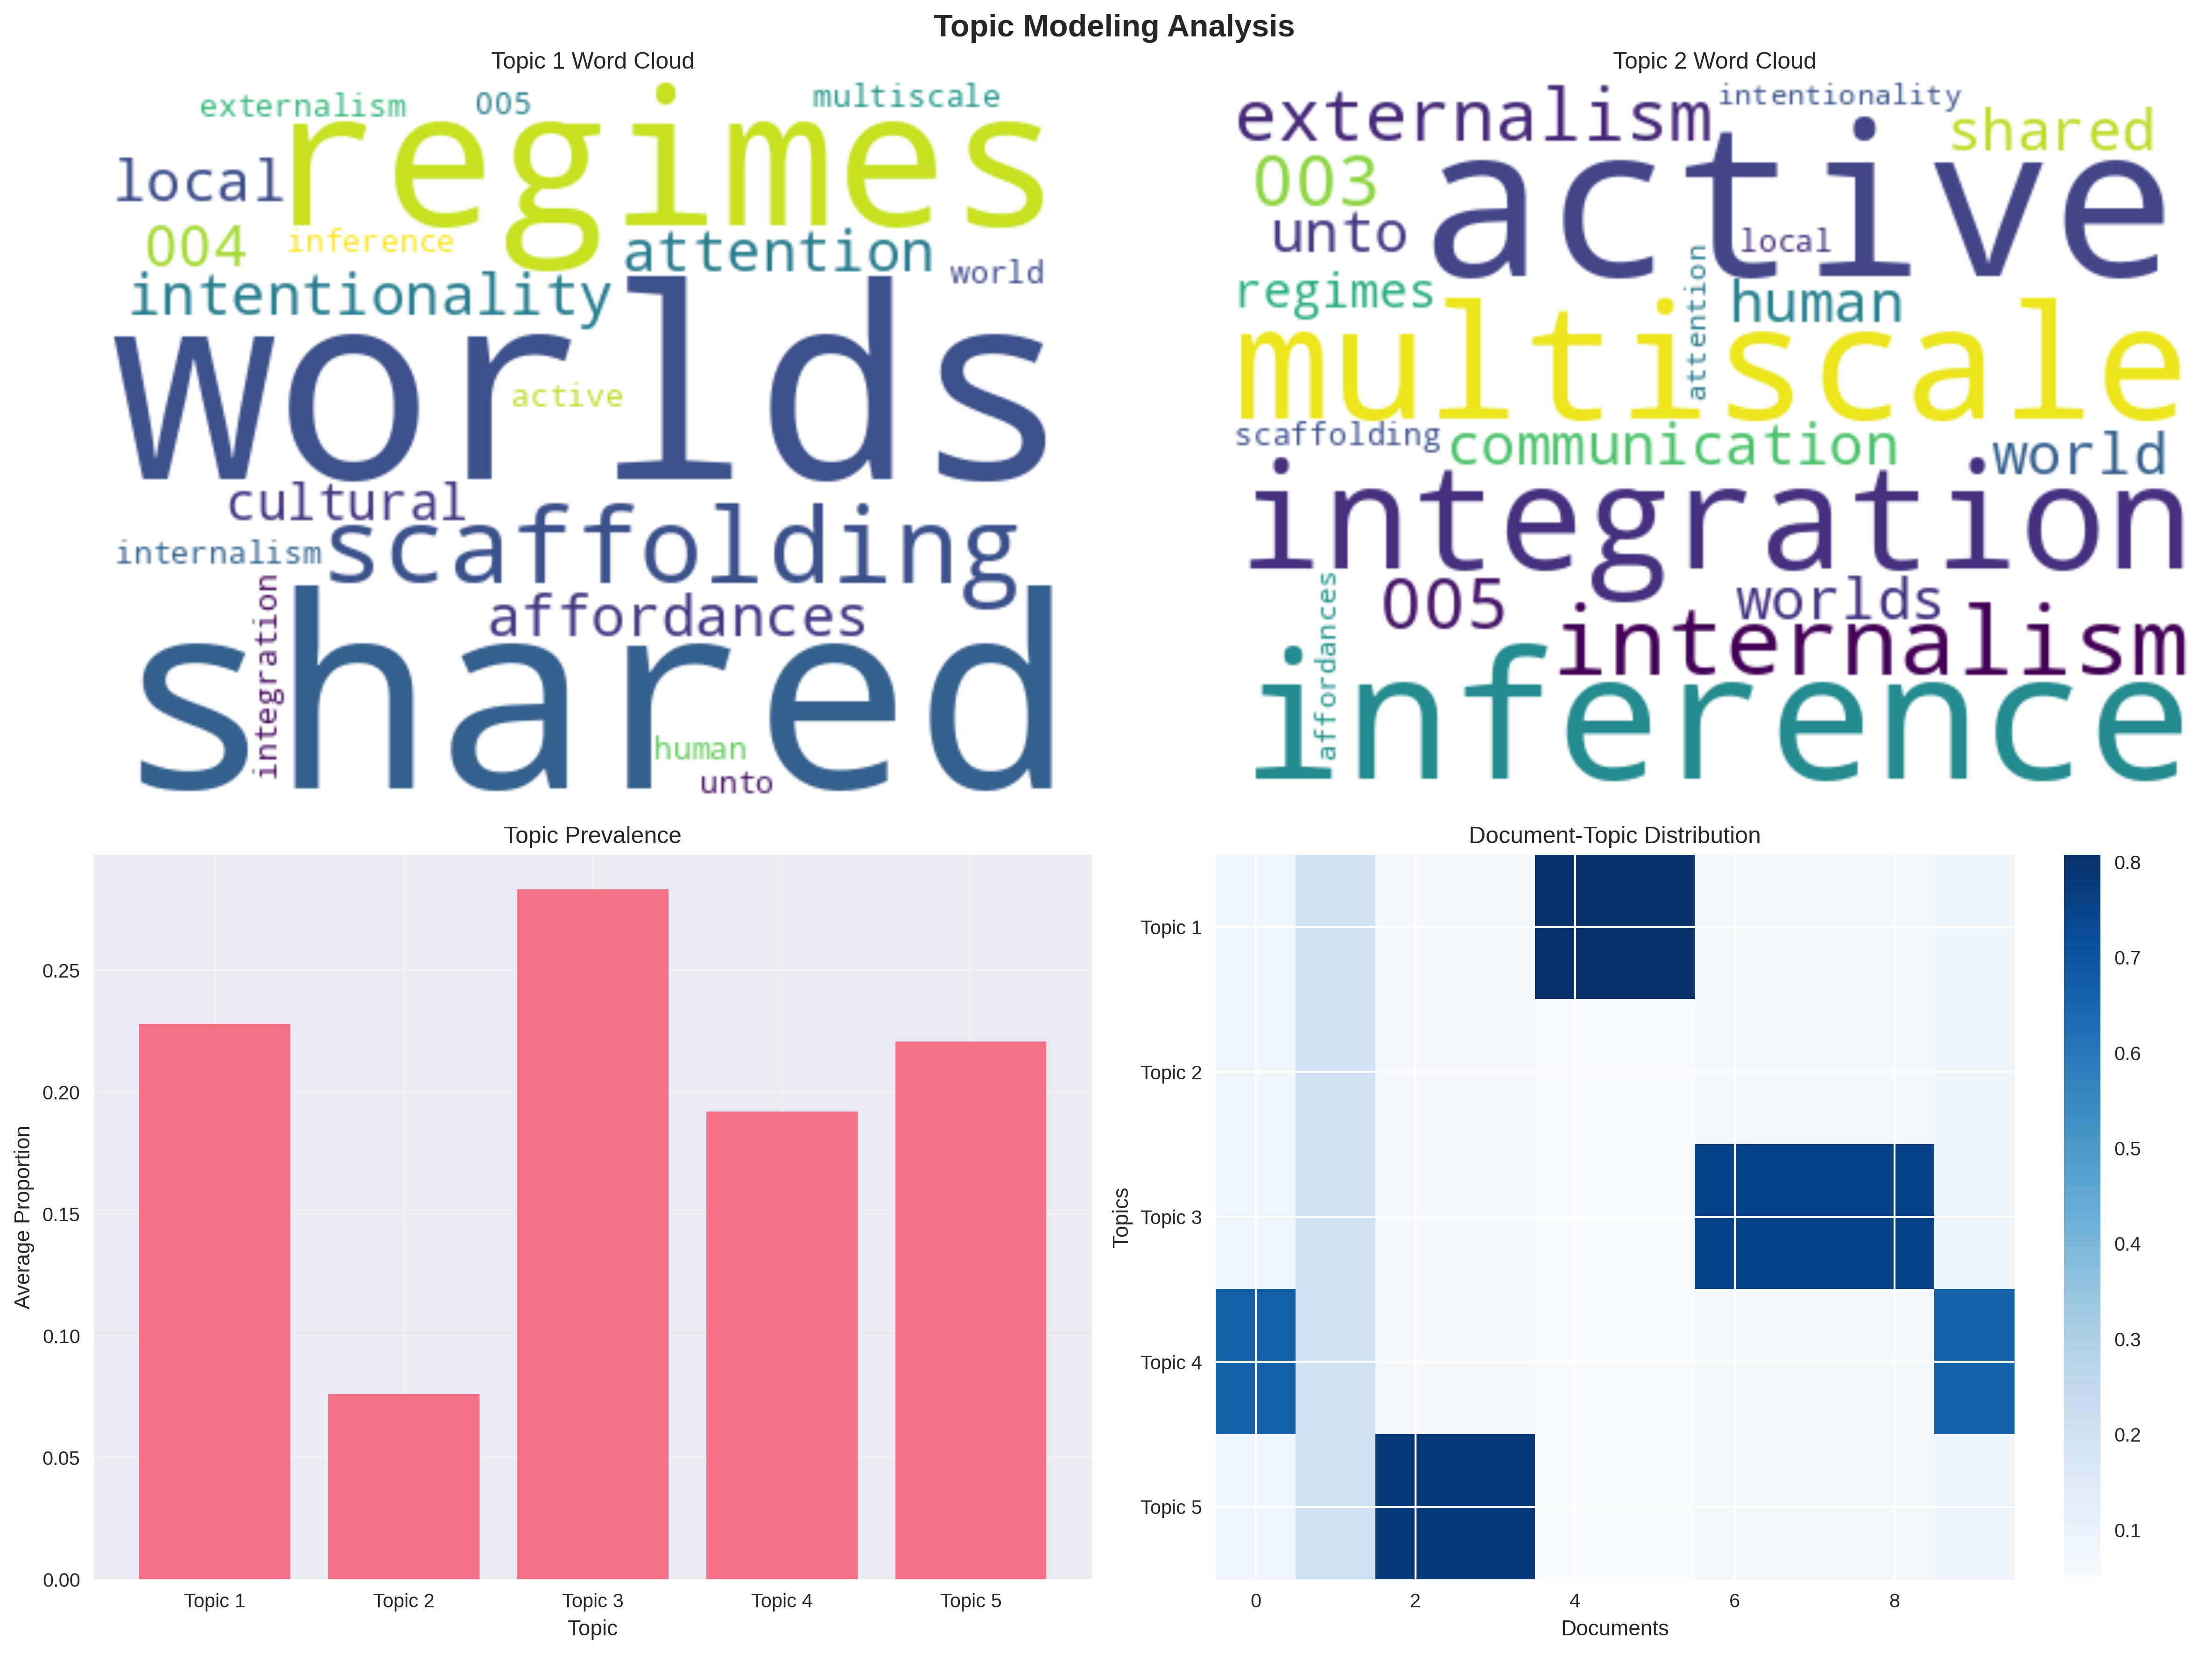 Topic Modeling Analysis
Topic 1 Word Cloud
externalism
005
multiscale
regimes
local
004
inference
attention
world
intentionality
worlds
active
cultural
scaffolding
internalism
integration
affordances
shared
human
unto
Topic 2 Word Cloud
externalism
intentionality
shared
003
active
unto
local
regimes
attention
human
multiscale
scaffolding
communication
world
integration
affordances
005
worlds
internalism
inference
Topic Prevalence
Average Proportion
0.25
0.20
0.15
0.10
0.05
0.00
Topic 1 Topic 2 Topic 3 Topic 4 Topic 5
Topic
Document-Topic Distribution
Topics
Topic 1
Topic 2
Topic 3
Topic 4
Topic 5
0 2 4 6 8
Documents
0.8
0.7
0.6
0.5
0.4
0.3
0.2
0.1